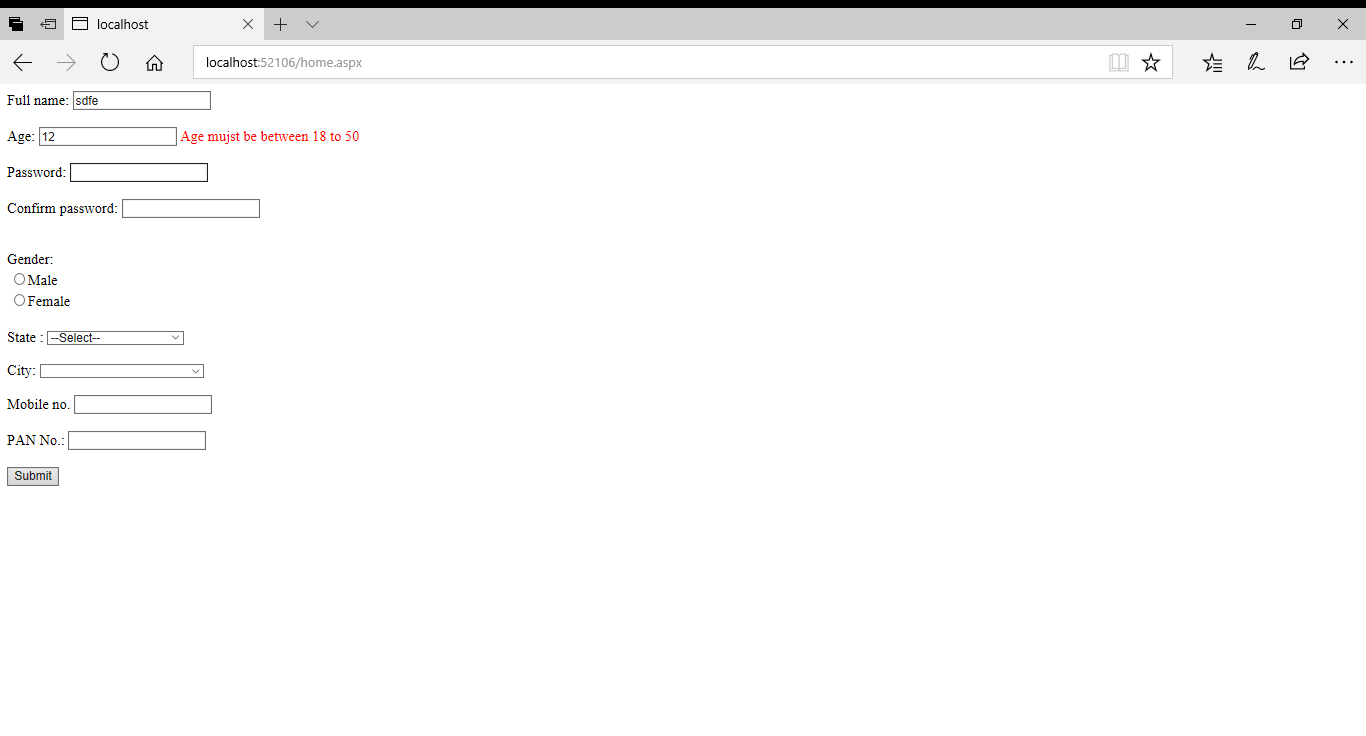 localhost
localhost:52106/home.aspx
Full name: sdfe
Age: 12 Age mujst be between 18 to 50
Password:
Confirm password:
Gender:
Male
Female
State : --Select--
City:
Mobile no.
PAN No.:
Submit